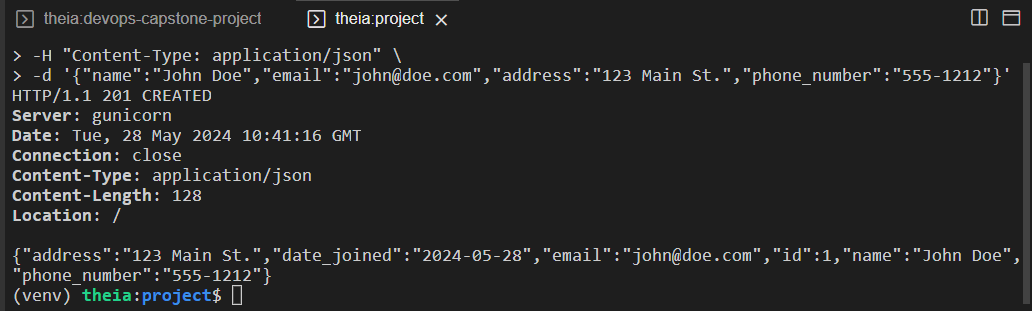 theia:devops-capstone-project theia:project
> -H "Content-Type: application/json" \
> -d '{"name":"John Doe","email":"john@doe.com","address":"123 Main St.","phone_number":"555-1212"}'
HTTP/1.1 201 CREATED
Server: gunicorn
Date: Tue, 28 May 2024 10:41:16 GMT
Connection: close
Content-Type: application/json
Content-Length: 128
Location: /
{"address":"123 Main St.","date_joined":"2024-05-28","email":"john@doe.com","id":1,"name":"John Doe",
"phone_number":"555-1212"}
(venv) theia:project$